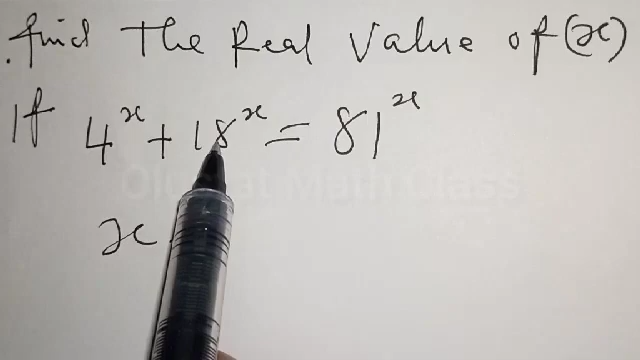 .find The Real Value of (x)
If 4^x + 18^x = 81^x
x